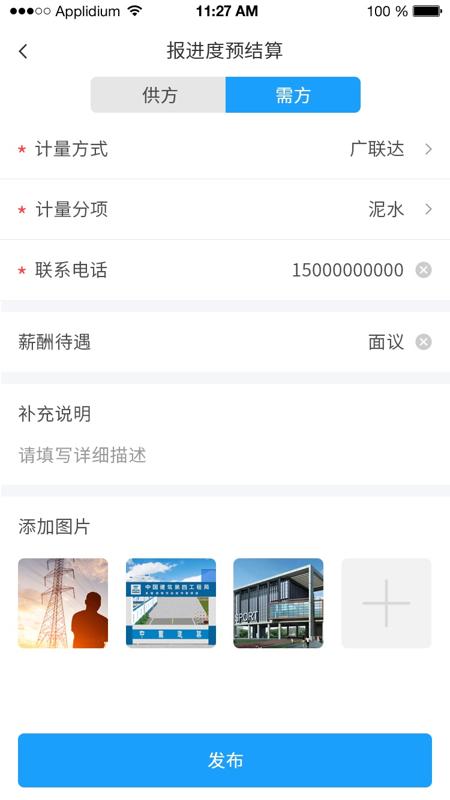 Applidium
11:27 AM
100 %
报进度预结算
供方
需方
* 计量方式
广联达
* 计量分项
泥水
* 联系电话
15000000000
薪酬待遇
面议
补充说明
请填写详细描述
添加图片
中国建筑第四工程局
SPORT
发布